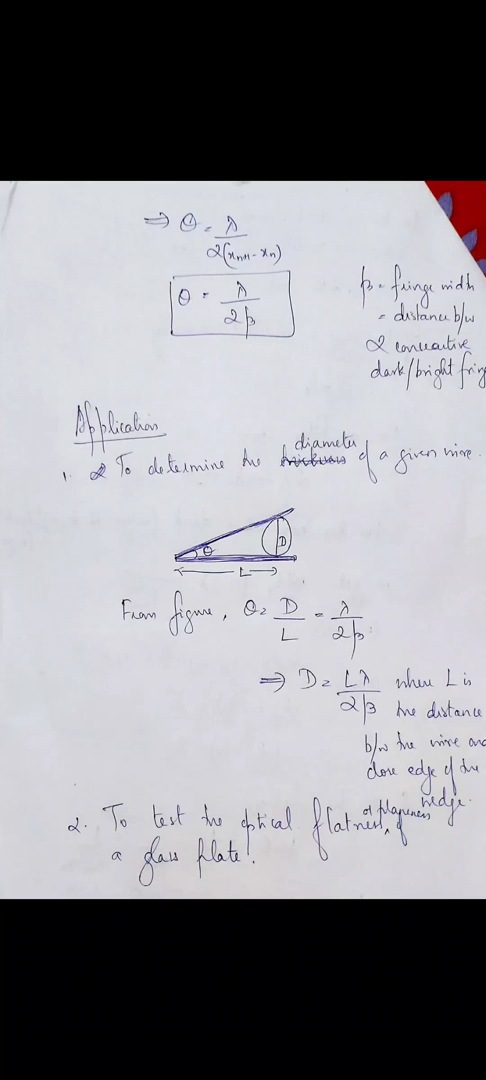 ⇒ θ = λ / 2(xn+1 - xn)
θ = λ / 2β
β = fringe width
= distance b/w
2 consecutive
dark/bright fring
Application
1. To determine the diameter of a given wire.
θ
D
L
From figure, θ = D / L = λ / 2β
⇒ D = Lλ / 2β where L is
the distance
b/w the wire and
close edge of the
wedge.
2. To test the optical flatness or planeness of
a glass plate.